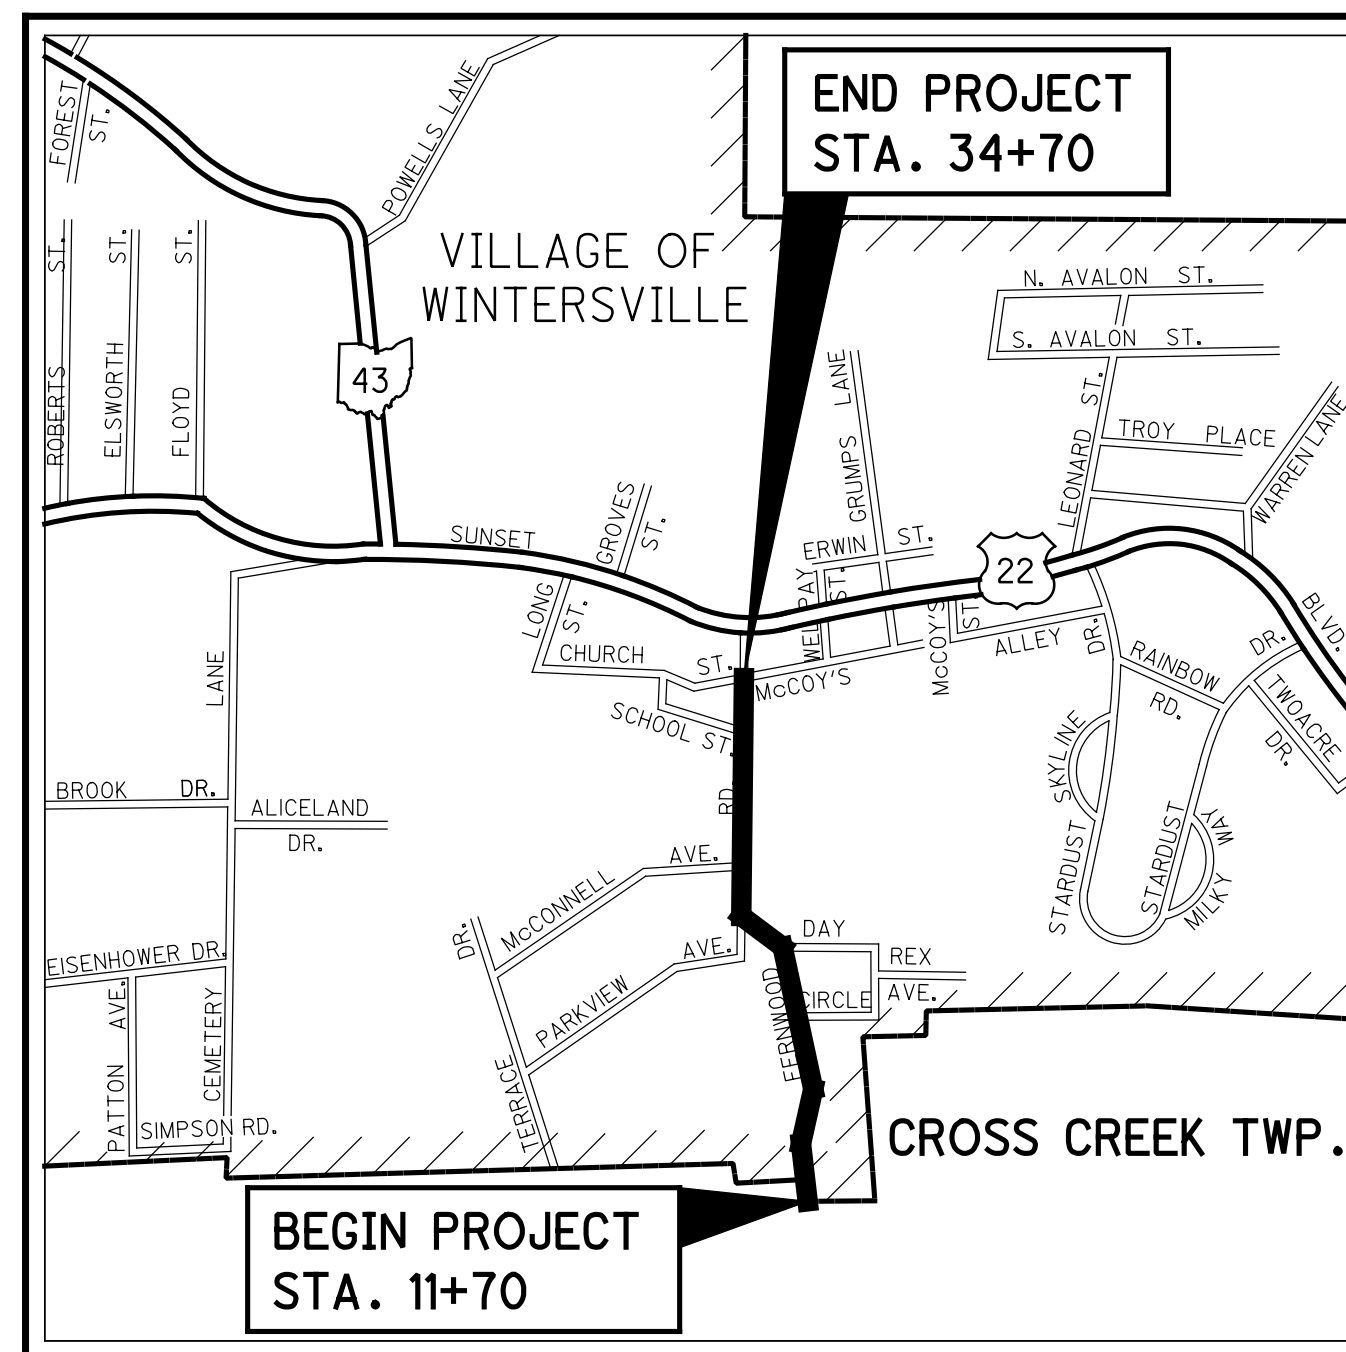 END PROJECT
STA. 34+70
FOREST
ST.
POWELLS LANE
VILLAGE OF
WINTERSVILLE
ROBERTS ST.
ELSWORTH ST.
FLOYD ST.
43
N. AVALON ST.
S. AVALON ST.
GRUMPS LANE
LEONARD ST.
TROY PLACE
WARREN LANE
SUNSET
GROVES
ST.
ERWIN ST.
22
BLVD.
LONG
ST.
ST.
McCOY'S
ST.
ALLEY
DR.
CHURCH ST.
McCOY'S
SCHOOL ST.
RAINBOW
RD.
DR.
TWOACRE
DR.
LANE
SKYLINE
BROOK DR.
ALICELAND
DR.
RD.
STARDUST
STARDUST
MILKY
WAY
McCONNELL AVE.
DR.
PARKVIEW AVE.
DAY
CIRCLE
REX
AVE.
EISENHOWER DR.
PATTON AVE.
CEMETERY
TERRACE
FERNWOOD
SIMPSON RD.
CROSS CREEK TWP.
BEGIN PROJECT
STA. 11+70